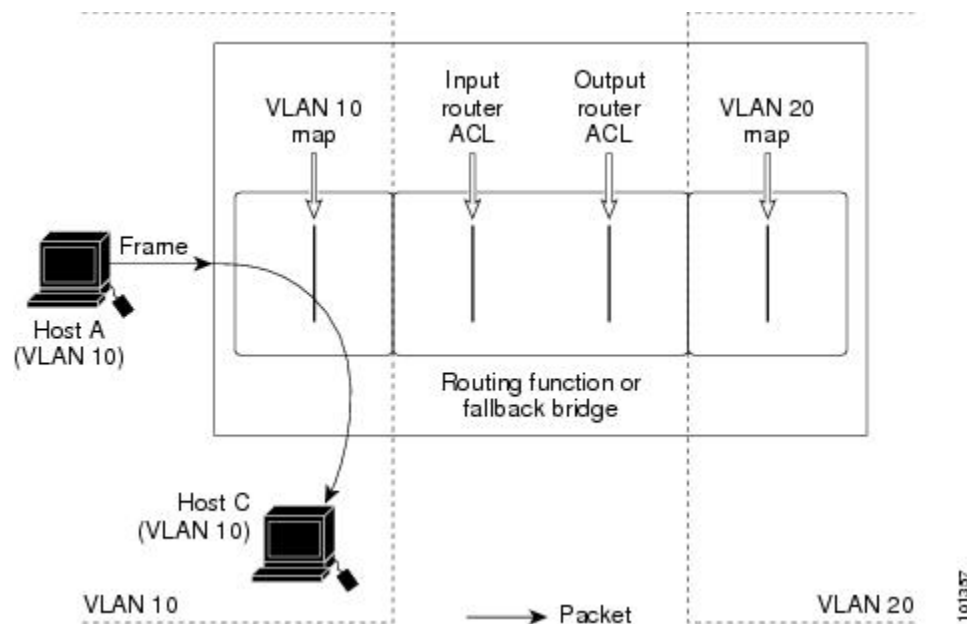 VLAN 10
map
Input
router
ACL
Output
router
ACL
VLAN 20
map
Frame
Host A
(VLAN 10)
Routing function or
fallback bridge
Host C
(VLAN 10)
VLAN 10
Packet
VLAN 20
101357